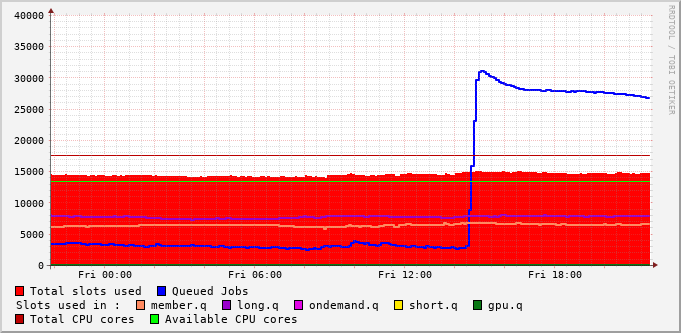 40000
35000
30000
25000
20000
15000
10000
5000
0
Fri 00:00 Fri 06:00 Fri 12:00 Fri 18:00
Total slots used Queued Jobs
Slots used in : member.q long.q ondemand.q short.q gpu.q
Total CPU cores Available CPU cores
RRDTOOL / TOBI OETIKER